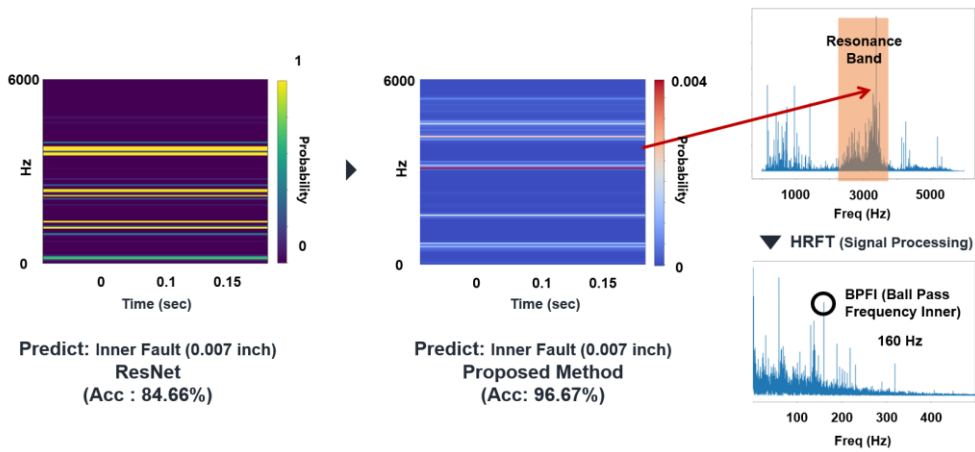 6000
Hz
0
0
0.1
0.15
Time (sec)
1
Probability
0
Predict: Inner Fault (0.007 inch)
ResNet
(Acc : 84.66%)
6000
Hz
0
0
0.1
0.15
Time (sec)
0.004
Probability
0
Predict: Inner Fault (0.007 inch)
Proposed Method
(Acc: 96.67%)
Resonance
Band
1000
3000
5000
Freq (Hz)
HRFT (Signal Processing)
BPFI (Ball Pass
Frequency Inner)
160 Hz
100
200
400
Freq (Hz)